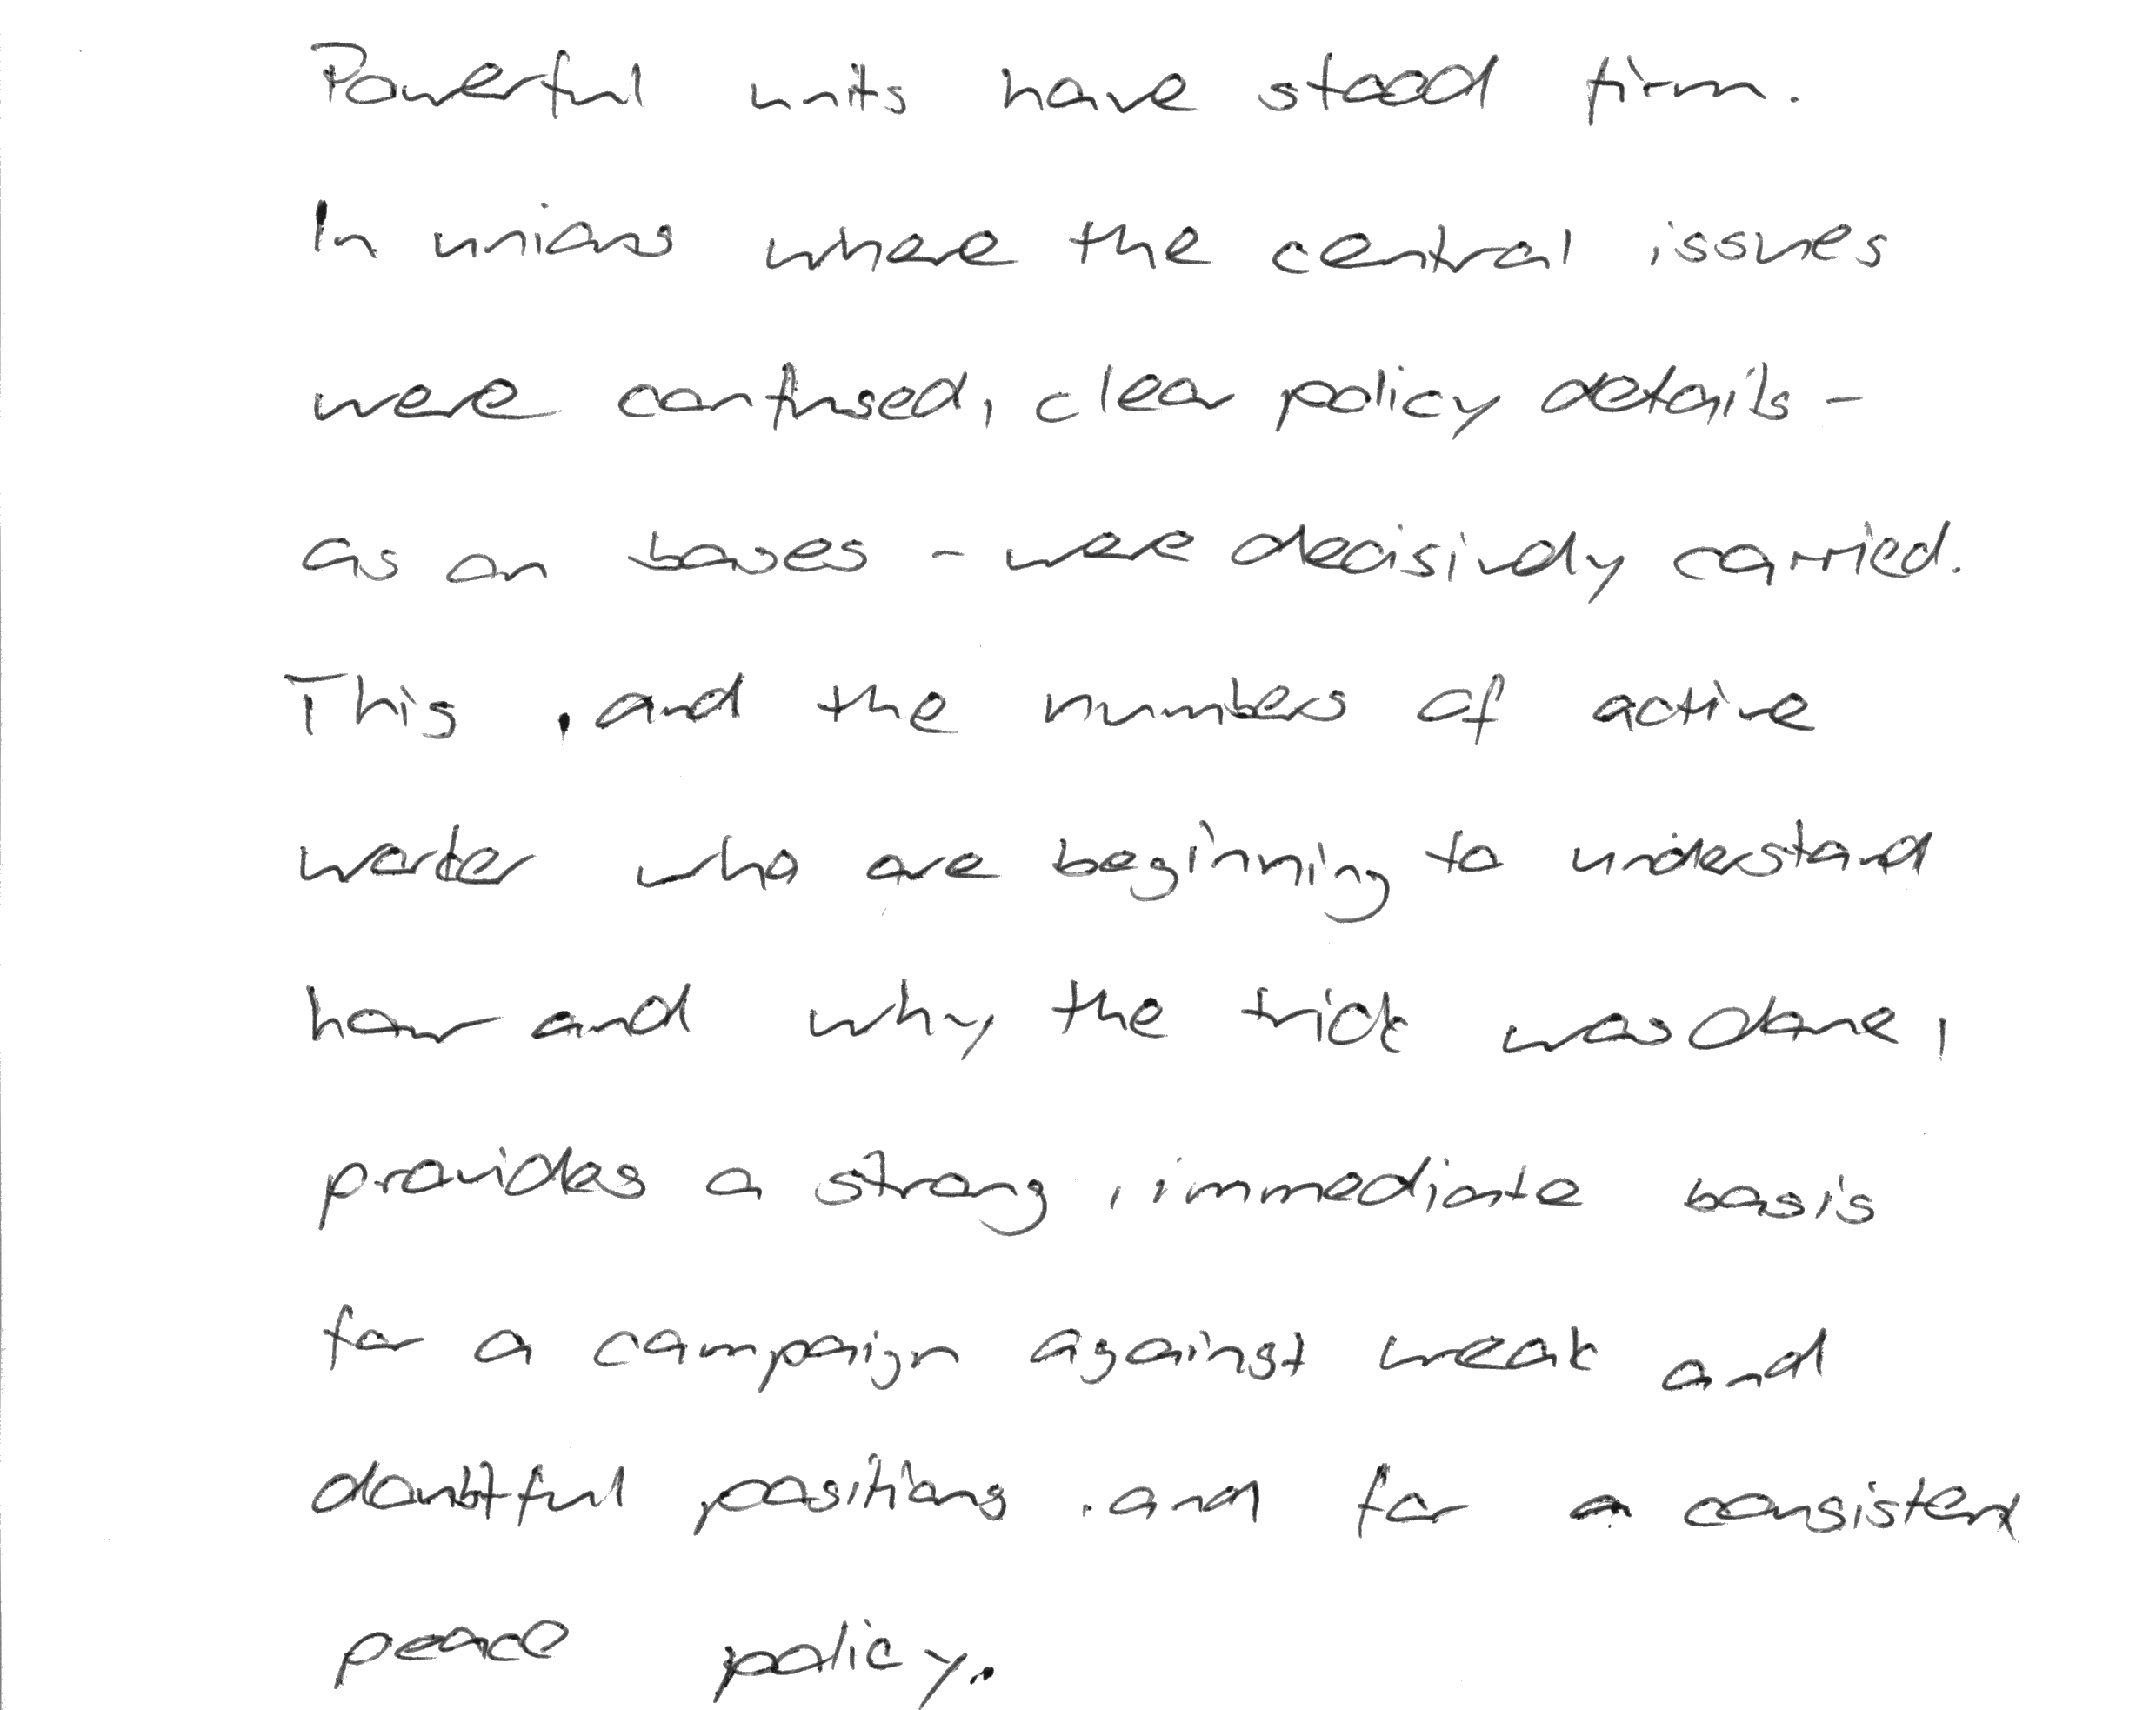 Powerful units have stood firm.
In unions where the central issues
were confused, clear policy details -
as on bases - were decisively carried.
This, and the numbers of active
worker who are beginning to understand
how and why the trick was done,
provides a strong, immediate basis
for a campaign against weak and
doubtful positions, and for a consistent
peace policy.